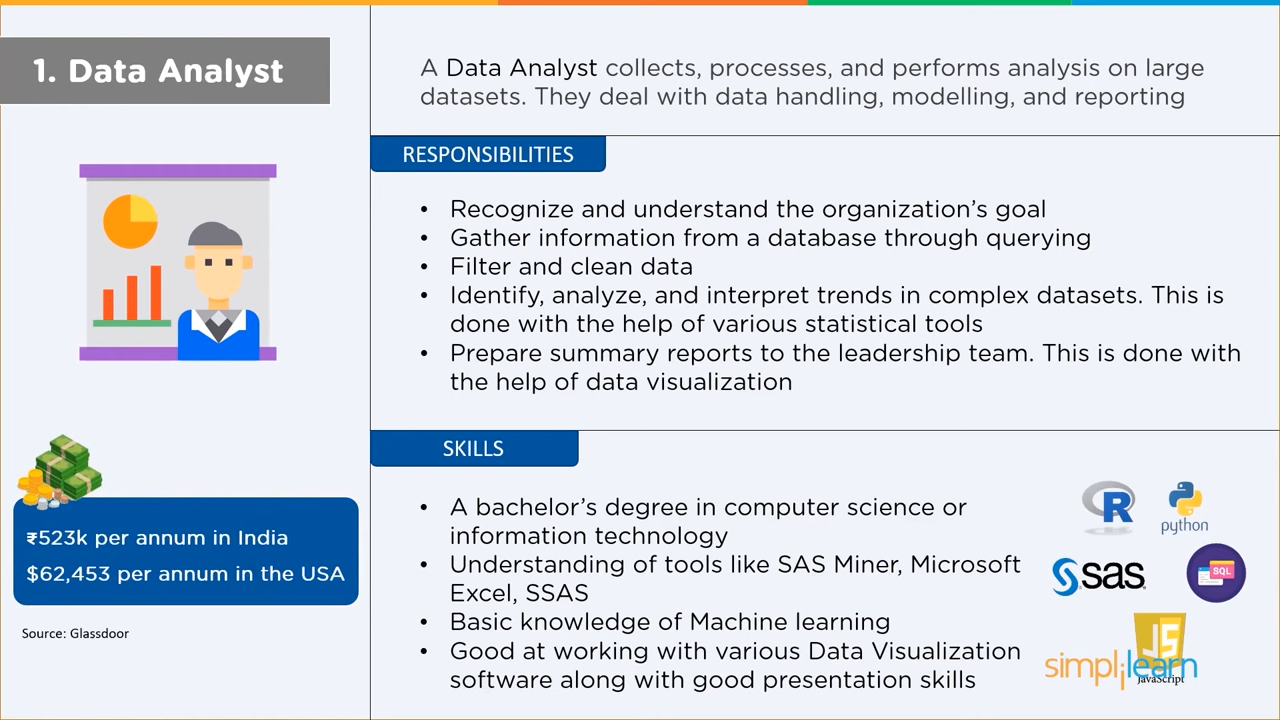 1. Data Analyst
A Data Analyst collects, processes, and performs analysis on large
datasets. They deal with data handling, modelling, and reporting
RESPONSIBILITIES
• Recognize and understand the organization's goal
• Gather information from a database through querying
• Filter and clean data
• Identify, analyze, and interpret trends in complex datasets. This is
done with the help of various statistical tools
• Prepare summary reports to the leadership team. This is done with
the help of data visualization
₹523k per annum in India
$62,453 per annum in the USA
Source: Glassdoor
SKILLS
• A bachelor's degree in computer science or
information technology
• Understanding of tools like SAS Miner, Microsoft
Excel, SSAS
• Basic knowledge of Machine learning
• Good at working with various Data Visualization
software along with good presentation skills
R
python
sas
SQL
JS
simplilearn
JavaScript